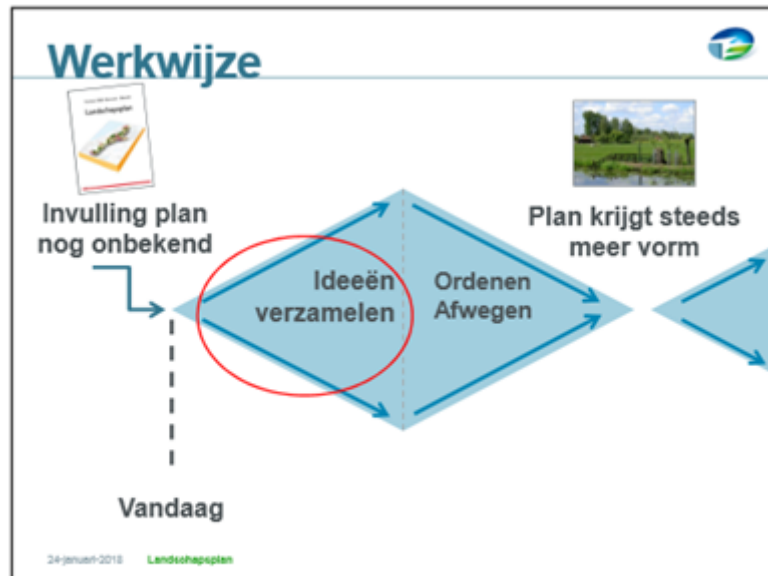 Werkwijze
Landschapsplan
Invulling plan
nog onbekend
Plan krijgt steeds
meer vorm
Ideeën
verzamelen
Ordenen
Afwegen
Vandaag
24-januari-2018 Landschapsplan